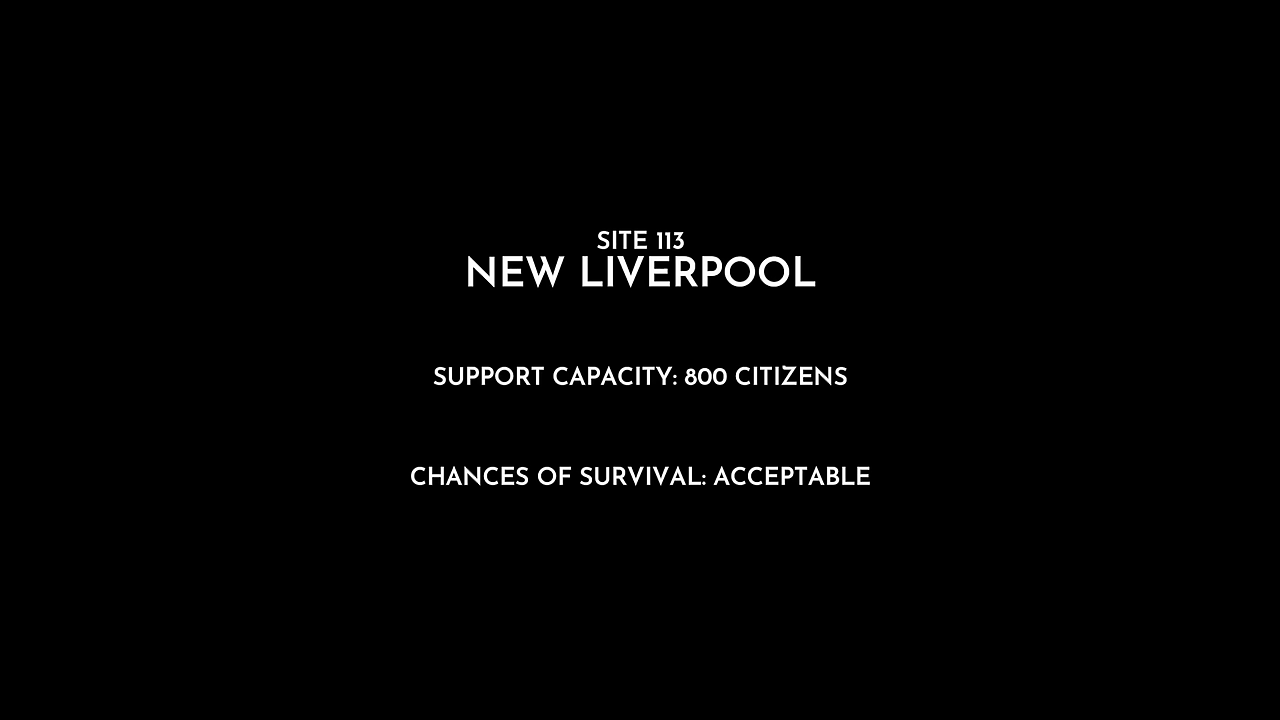 SITE 113
NEW LIVERPOOL
SUPPORT CAPACITY: 800 CITIZENS
CHANCES OF SURVIVAL: ACCEPTABLE